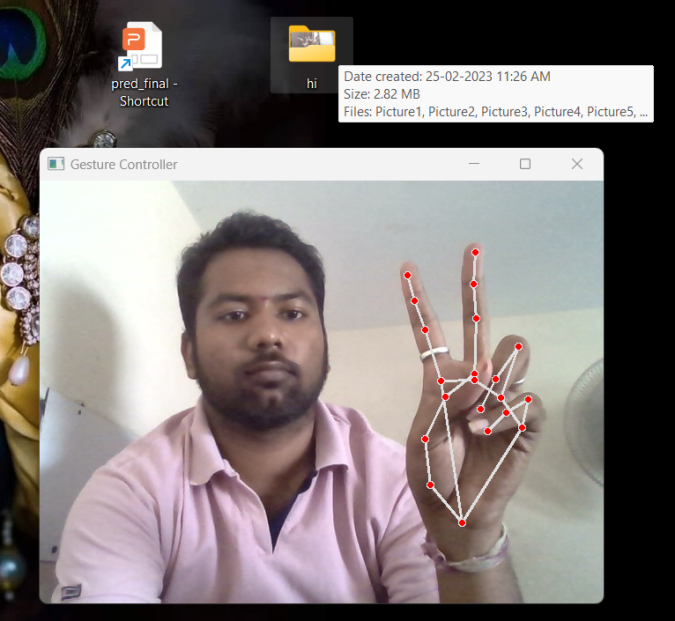 pred_final -
Shortcut
hi
Date created: 25-02-2023 11:26 AM
Size: 2.82 MB
Files: Picture1, Picture2, Picture3, Picture4, Picture5, ...
Gesture Controller